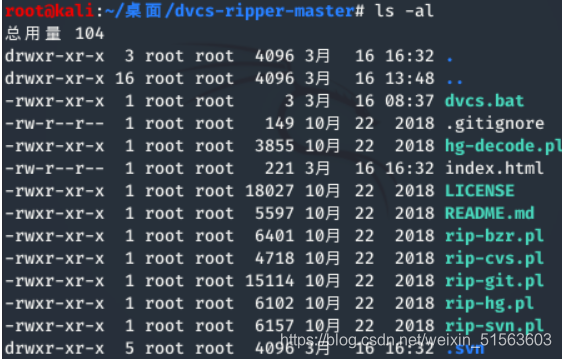 root@kali:~/桌面/dvcs-ripper-master# ls -al
总用量 104
drwxr-xr-x 3 root root 4096 3月 16 16:32 .
drwxr-xr-x 16 root root 4096 3月 16 13:48 ..
-rwxr-xr-x 1 root root 3 3月 16 08:37 dvcs.bat
-rw-r--r-- 1 root root 149 10月 22 2018 .gitignore
-rwxr-xr-x 1 root root 3855 10月 22 2018 hg-decode.pl
-rw-r--r-- 1 root root 221 3月 16 16:32 index.html
-rwxr-xr-x 1 root root 18027 10月 22 2018 LICENSE
-rwxr-xr-x 1 root root 5597 10月 22 2018 README.md
-rwxr-xr-x 1 root root 6401 10月 22 2018 rip-bzr.pl
-rwxr-xr-x 1 root root 4718 10月 22 2018 rip-cvs.pl
-rwxr-xr-x 1 root root 15114 10月 22 2018 rip-git.pl
-rwxr-xr-x 1 root root 6102 10月 22 2018 rip-hg.pl
-rwxr-xr-x 1 root root 6157 10月 22 2018 rip-svn.pl
drwxr-xr-x 5 root root 4096 3月 16 16:32 .svn
https://blog.csdn.net/weixin_51563603